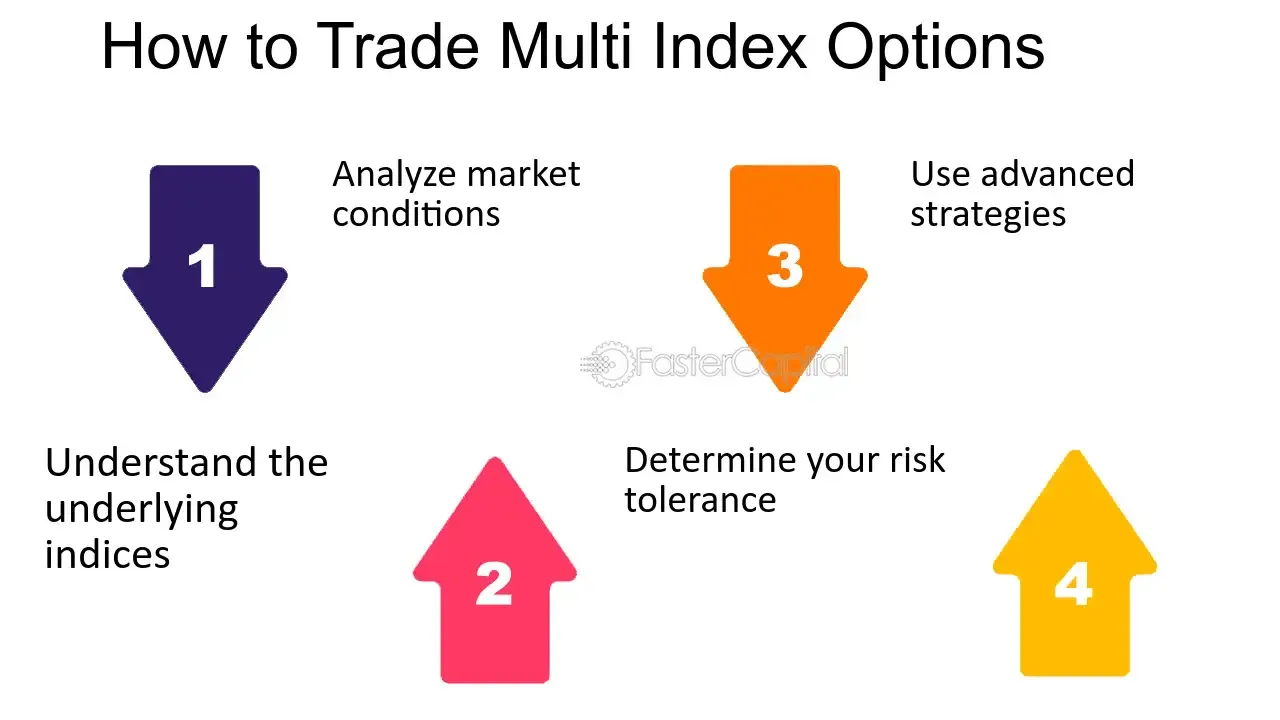 How to Trade Multi Index Options
1
Understand the
underlying
indices
Analyze market
conditions
2
3
Determine your risk
tolerance
Use advanced
strategies
4
FasterCapital